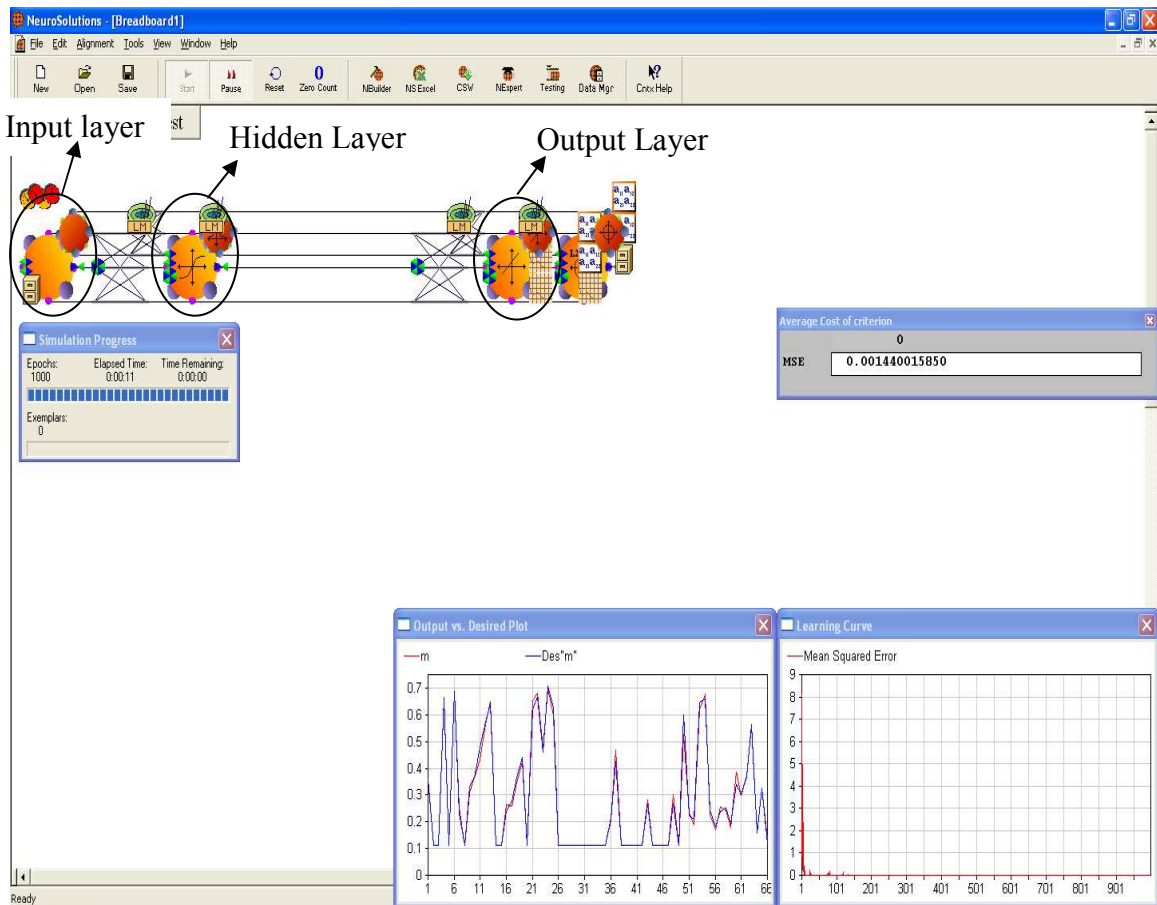 NeuroSolutions - [Breadboard1]
File Edit Alignment Tools View Window Help
New Open Save Start Pause Reset Zero Count NBuilder NS Excel CSW NExpert Testing Data Mgr Cntx Help
0
Input layer
est
Hidden Layer
Output Layer
LM LM LM LM
a11 a12
a21 a22
Simulation Progress
Epochs: Elapsed Time: Time Remaining:
1000 0:00:11 0:00:00
Exemplars:
0
Average Cost of criterion
0
MSE 0.001440015850
Output vs. Desired Plot
m Des"m"
0.7
0.6
0.5
0.4
0.3
0.2
0.1
0
1 6 11 16 21 26 31 36 41 46 51 56 61 66
Learning Curve
Mean Squared Error
9
8
7
6
5
4
3
2
1
0
1 101 201 301 401 501 601 701 801 901
Ready